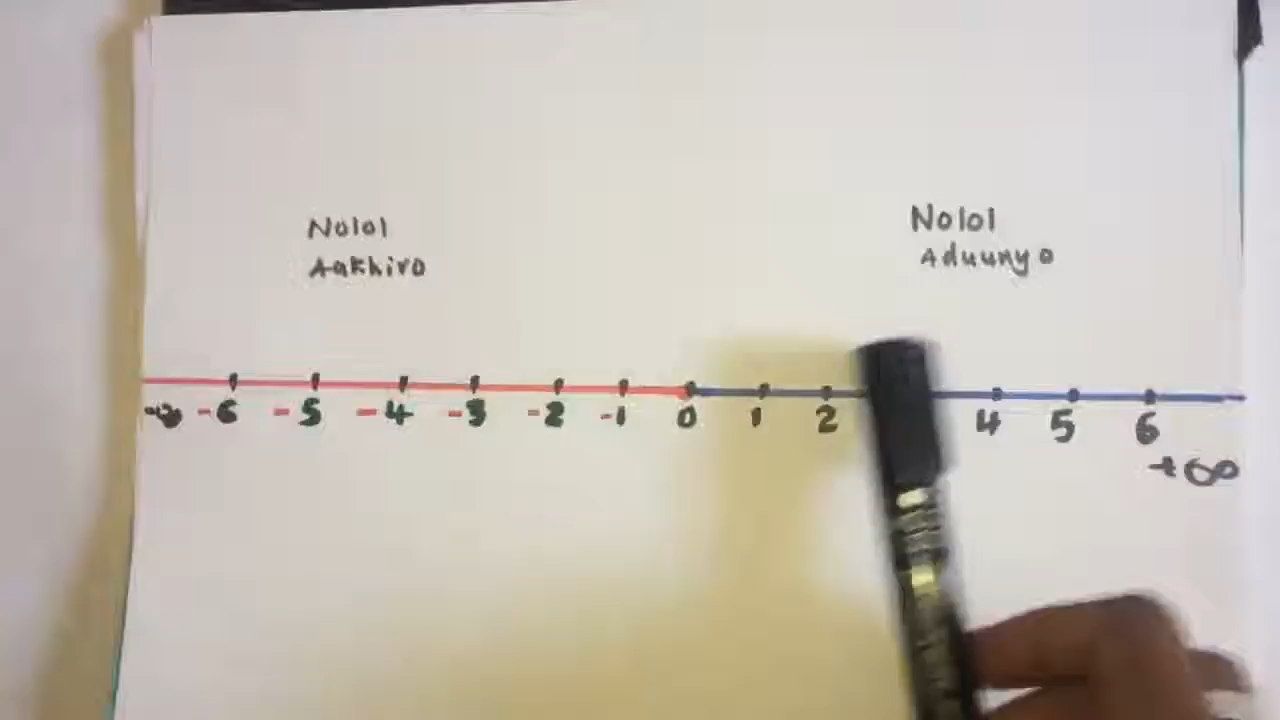 Nolol
Aakhiro
Nolol
Aduunyo
-∞ -6 -5 -4 -3 -2 -1 0 1 2 4 5 6
+∞